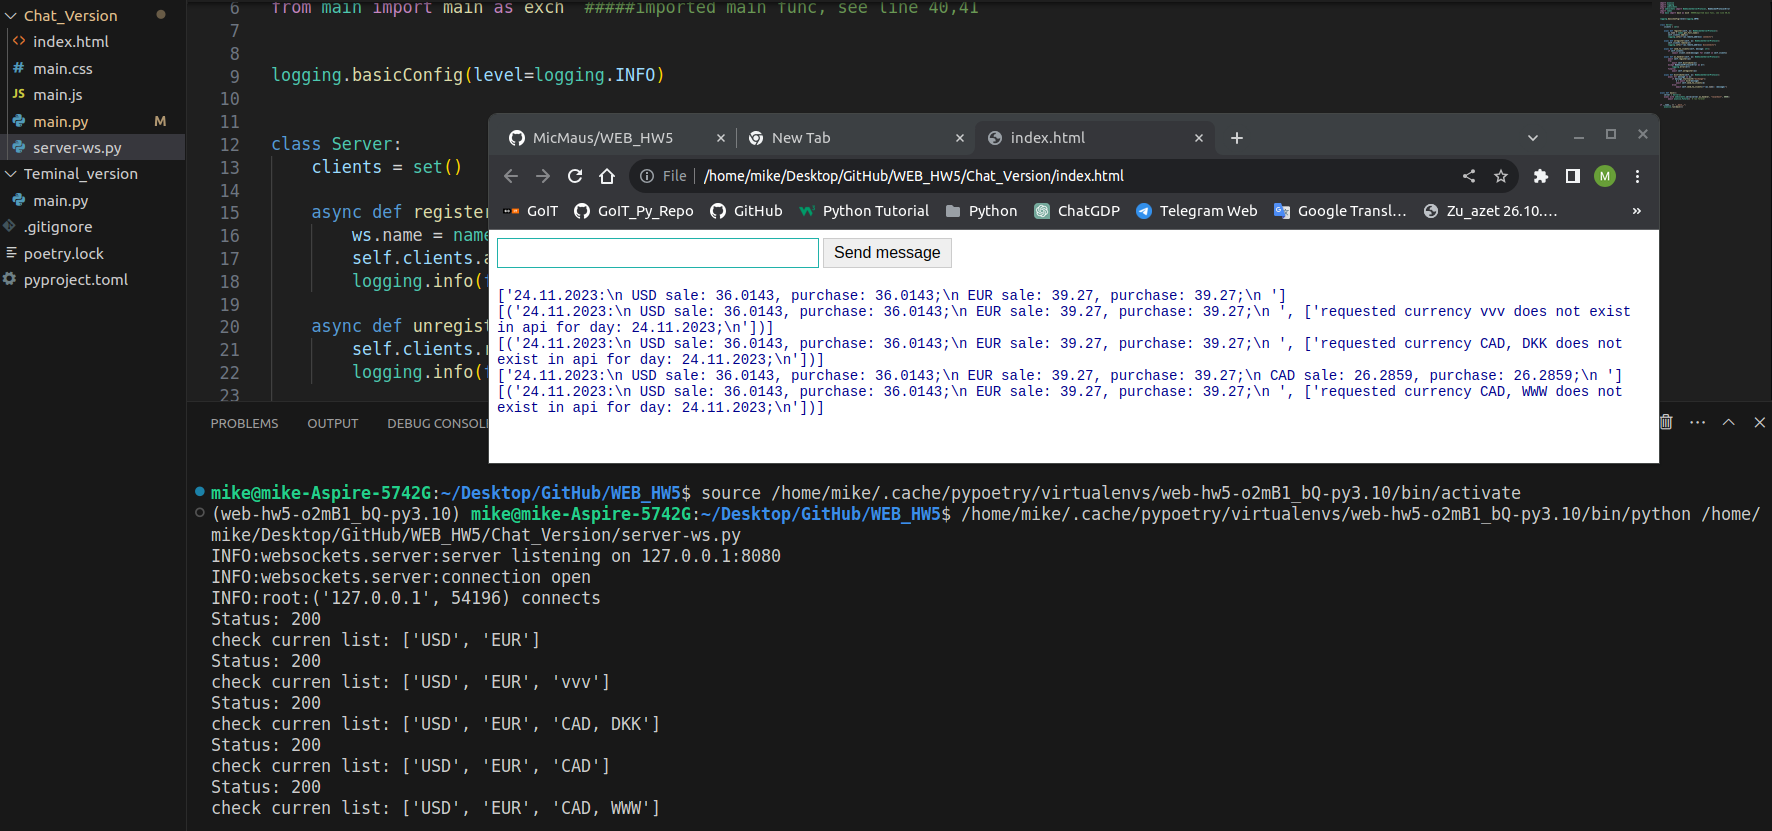 Chat_Version
index.html
main.css
JS main.js
main.py M
server-ws.py
Teminal_version
main.py
.gitignore
poetry.lock
pyproject.toml
6 from main import main as exch #####imported main func, see line 40,41
7
8
9 logging.basicConfig(level=logging.INFO)
10
11
12 class Server:
13 clients = set()
14
15 async def register
16 ws.name = name
17 self.clients.a
18 logging.info(f
19
20 async def unregist
21 self.clients.r
22 logging.info(f
23
MicMaus/WEB_HW5
New Tab
index.html
File /home/mike/Desktop/GitHub/WEB_HW5/Chat_Version/index.html
M
GoIT GoIT_Py_Repo GitHub Python Tutorial Python ChatGDP Telegram Web Google Transl... Zu_azet 26.10.... »
Send message
['24.11.2023:\n USD sale: 36.0143, purchase: 36.0143;\n EUR sale: 39.27, purchase: 39.27;\n ']
[('24.11.2023:\n USD sale: 36.0143, purchase: 36.0143;\n EUR sale: 39.27, purchase: 39.27;\n ', ['requested currency vvv does not exist
in api for day: 24.11.2023;\n'])]
[('24.11.2023:\n USD sale: 36.0143, purchase: 36.0143;\n EUR sale: 39.27, purchase: 39.27;\n ', ['requested currency CAD, DKK does not
exist in api for day: 24.11.2023;\n'])]
['24.11.2023:\n USD sale: 36.0143, purchase: 36.0143;\n EUR sale: 39.27, purchase: 39.27;\n CAD sale: 26.2859, purchase: 26.2859;\n ']
[('24.11.2023:\n USD sale: 36.0143, purchase: 36.0143;\n EUR sale: 39.27, purchase: 39.27;\n ', ['requested currency CAD, WWW does not
exist in api for day: 24.11.2023;\n'])]
PROBLEMS OUTPUT DEBUG CONSOL
mike@mike-Aspire-5742G:~/Desktop/GitHub/WEB_HW5$ source /home/mike/.cache/pypoetry/virtualenvs/web-hw5-o2mB1_bQ-py3.10/bin/activate
(web-hw5-o2mB1_bQ-py3.10) mike@mike-Aspire-5742G:~/Desktop/GitHub/WEB_HW5$ /home/mike/.cache/pypoetry/virtualenvs/web-hw5-o2mB1_bQ-py3.10/bin/python /home/
mike/Desktop/GitHub/WEB_HW5/Chat_Version/server-ws.py
INFO:websockets.server:server listening on 127.0.0.1:8080
INFO:websockets.server:connection open
INFO:root:('127.0.0.1', 54196) connects
Status: 200
check curren list: ['USD', 'EUR']
Status: 200
check curren list: ['USD', 'EUR', 'vvv']
Status: 200
check curren list: ['USD', 'EUR', 'CAD, DKK']
Status: 200
check curren list: ['USD', 'EUR', 'CAD']
Status: 200
check curren list: ['USD', 'EUR', 'CAD, WWW']